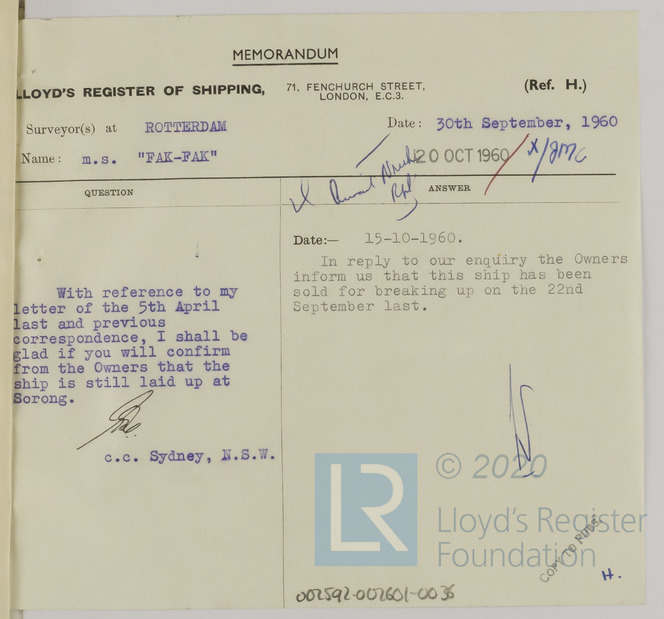 MEMORANDUM
LLOYD'S REGISTER OF SHIPPING,
71, FENCHURCH STREET,
LONDON, E.C.3.
(Ref. H.)
Surveyor(s) at ROTTERDAM
Date: 30th September, 1960
Name: m.s. "FAK-FAK"
20 OCT 1960
QUESTION
ANSWER
With reference to my
letter of the 5th April
last and previous
correspondence, I shall be
glad if you will confirm
from the Owners that the
ship is still laid up at
Sorong.
c.c. Sydney, N.S.W.
Date:— 15-10-1960.
In reply to our enquiry the Owners
inform us that this ship has been
sold for breaking up on the 22nd
September last.
LR
© 2020
Lloyd's Register
Foundation
COPY TO
H.
002592-002601-0036